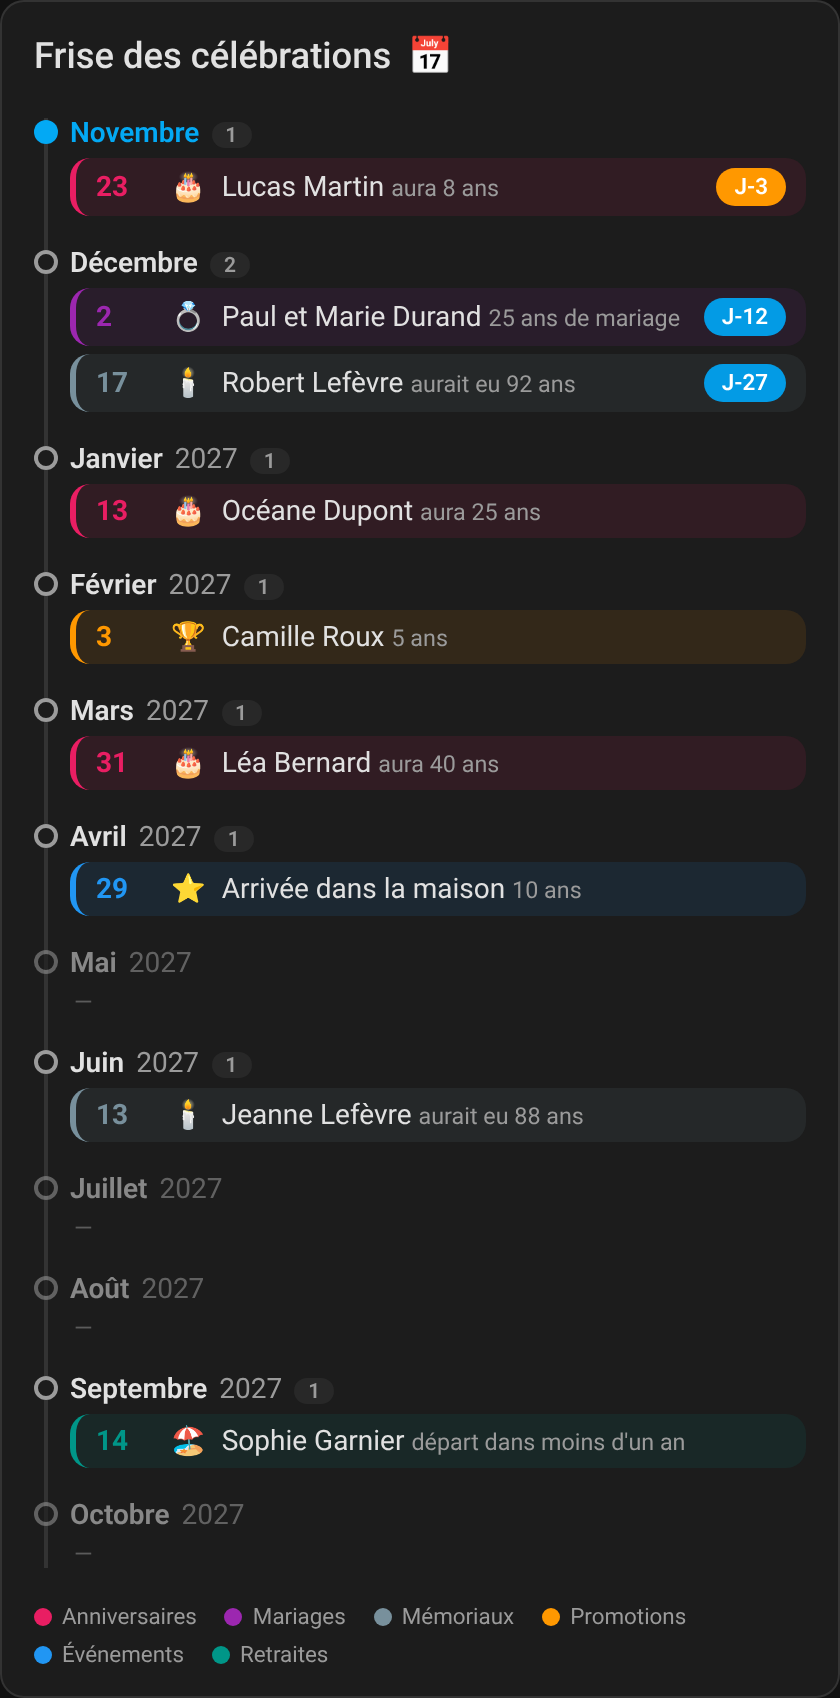 Frise des célébrations July 17
Novembre 1
23 Lucas Martin aura 8 ans J-3
Décembre 2
2 Paul et Marie Durand 25 ans de mariage J-12
17 Robert Lefèvre aurait eu 92 ans J-27
Janvier 2027 1
13 Océane Dupont aura 25 ans
Février 2027 1
3 Camille Roux 5 ans
Mars 2027 1
31 Léa Bernard aura 40 ans
Avril 2027 1
29 Arrivée dans la maison 10 ans
Mai 2027
—
Juin 2027 1
13 Jeanne Lefèvre aurait eu 88 ans
Juillet 2027
—
Août 2027
—
Septembre 2027 1
14 Sophie Garnier départ dans moins d'un an
Octobre 2027
—
Anniversaires Mariages Mémoriaux Promotions
Événements Retraites